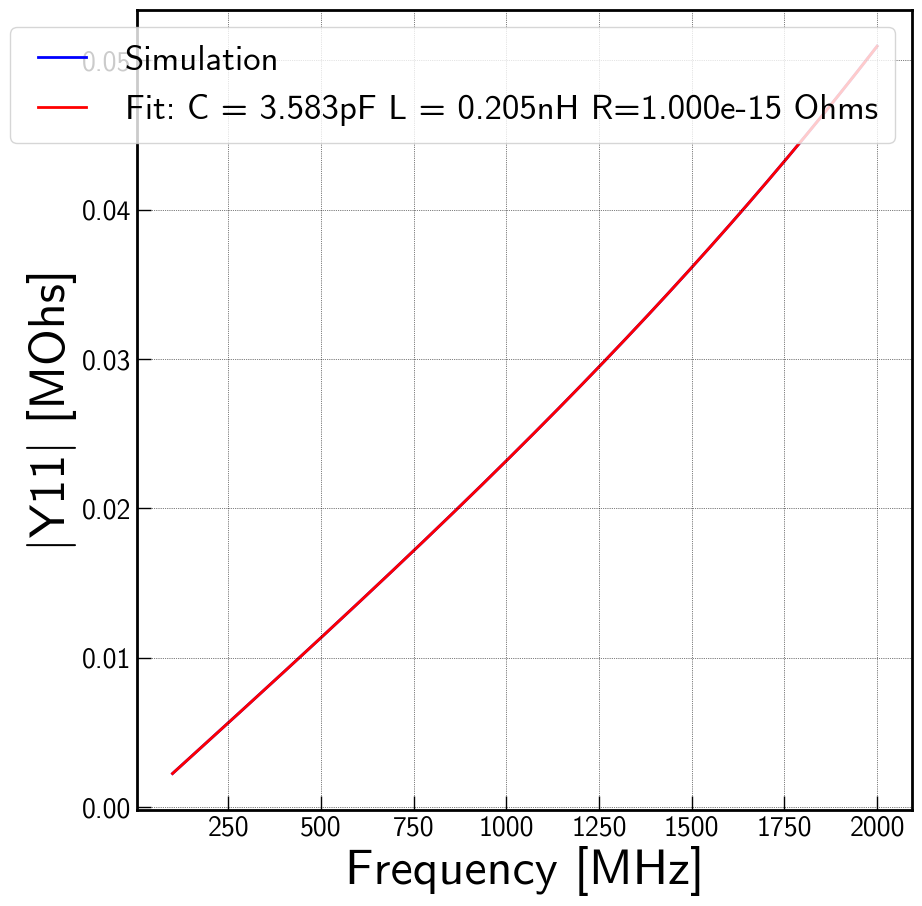 Simulation
Fit: C = 3.583pF L = 0.205nH R=1.000e-15 Ohms
|Y11| [MOhs]
0.05
0.04
0.03
0.02
0.01
0.00
250 500 750 1000 1250 1500 1750 2000
Frequency [MHz]